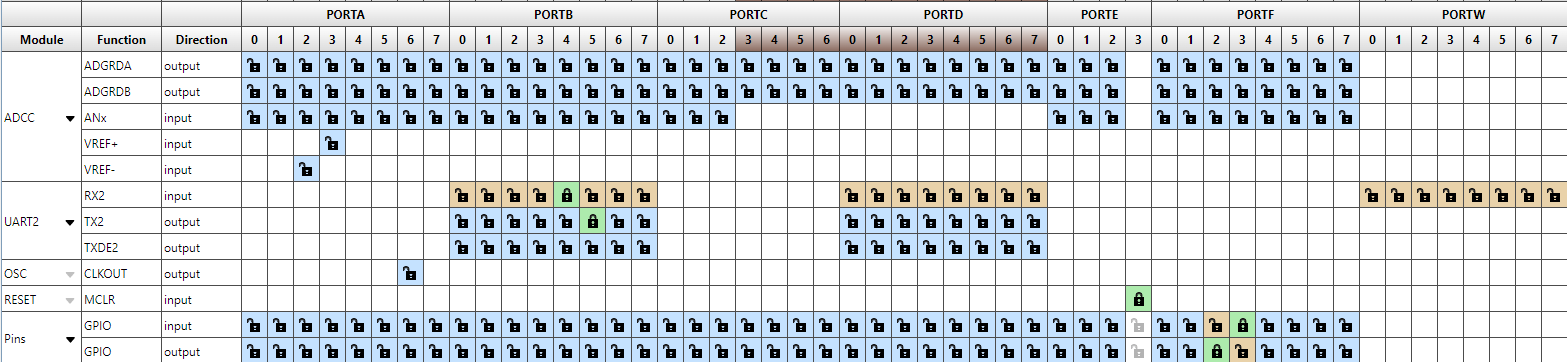 PORTA PORTB PORTC PORTD PORTE PORTF PORTW
Module Function Direction 0 1 2 3 4 5 6 7 0 1 2 3 4 5 6 7 0 1 2 3 4 5 6 0 1 2 3 4 5 6 7 0 1 2 3 0 1 2 3 4 5 6 7 0 1 2 3 4 5 6 7
ADGRDA output
ADGRDB output
ADCC ANx input
VREF+ input
VREF- input
RX2 input
UART2 TX2 output
TXDE2 output
OSC CLKOUT output
RESET MCLR input
Pins GPIO input
GPIO output